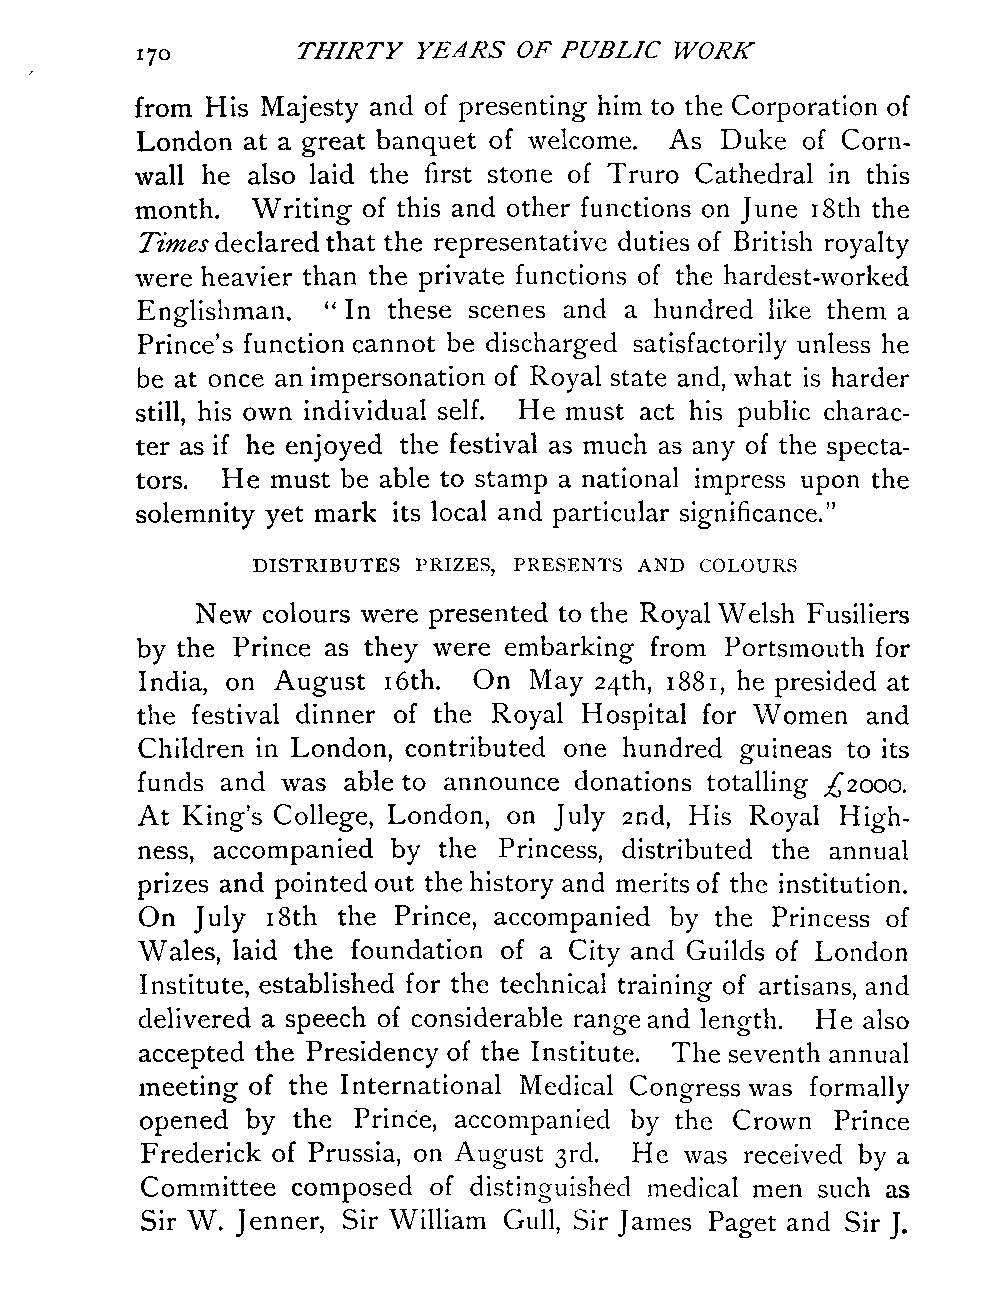 170 THIRTY YEARS OF PUBLIC WORK
from His Majesty and of presenting him to the Corporation of
London at a great banquet of welcome. As Duke of Corn-
wall he also laid the first stone of Truro Cathedral in this
month. Writing of this and other functions on June 18th the
Times declared that the representative duties of British royalty
were heavier than the private functions of the hardest-worked
Englishman. "In these scenes and a hundred like them a
Prince's function cannot be discharged satisfactorily unless he
be at once an impersonation of Royal state and, what is harder
still, his own individual self. He must act his public charac-
ter as if he enjoyed the festival as much as any of the specta-
tors. He must be able to stamp a national impress upon the
solemnity yet mark its local and particular significance."
DISTRIBUTES PRIZES, PRESENTS AND COLOURS
New colours were presented to the Royal Welsh Fusiliers
by the Prince as they were embarking from Portsmouth for
India, on August 16th. On May 24th, 1881, he presided at
the festival dinner of the Royal Hospital for Women and
Children in London, contributed one hundred guineas to its
funds and was able to announce donations totalling £2000.
At King's College, London, on July 2nd, His Royal High-
ness, accompanied by the Princess, distributed the annual
prizes and pointed out the history and merits of the institution.
On July 18th the Prince, accompanied by the Princess of
Wales, laid the foundation of a City and Guilds of London
Institute, established for the technical training of artisans, and
delivered a speech of considerable range and length. He also
accepted the Presidency of the Institute. The seventh annual
meeting of the International Medical Congress was formally
opened by the Prince, accompanied by the Crown Prince
Frederick of Prussia, on August 3rd. He was received by a
Committee composed of distinguished medical men such as
Sir W. Jenner, Sir William Gull, Sir James Paget and Sir J.